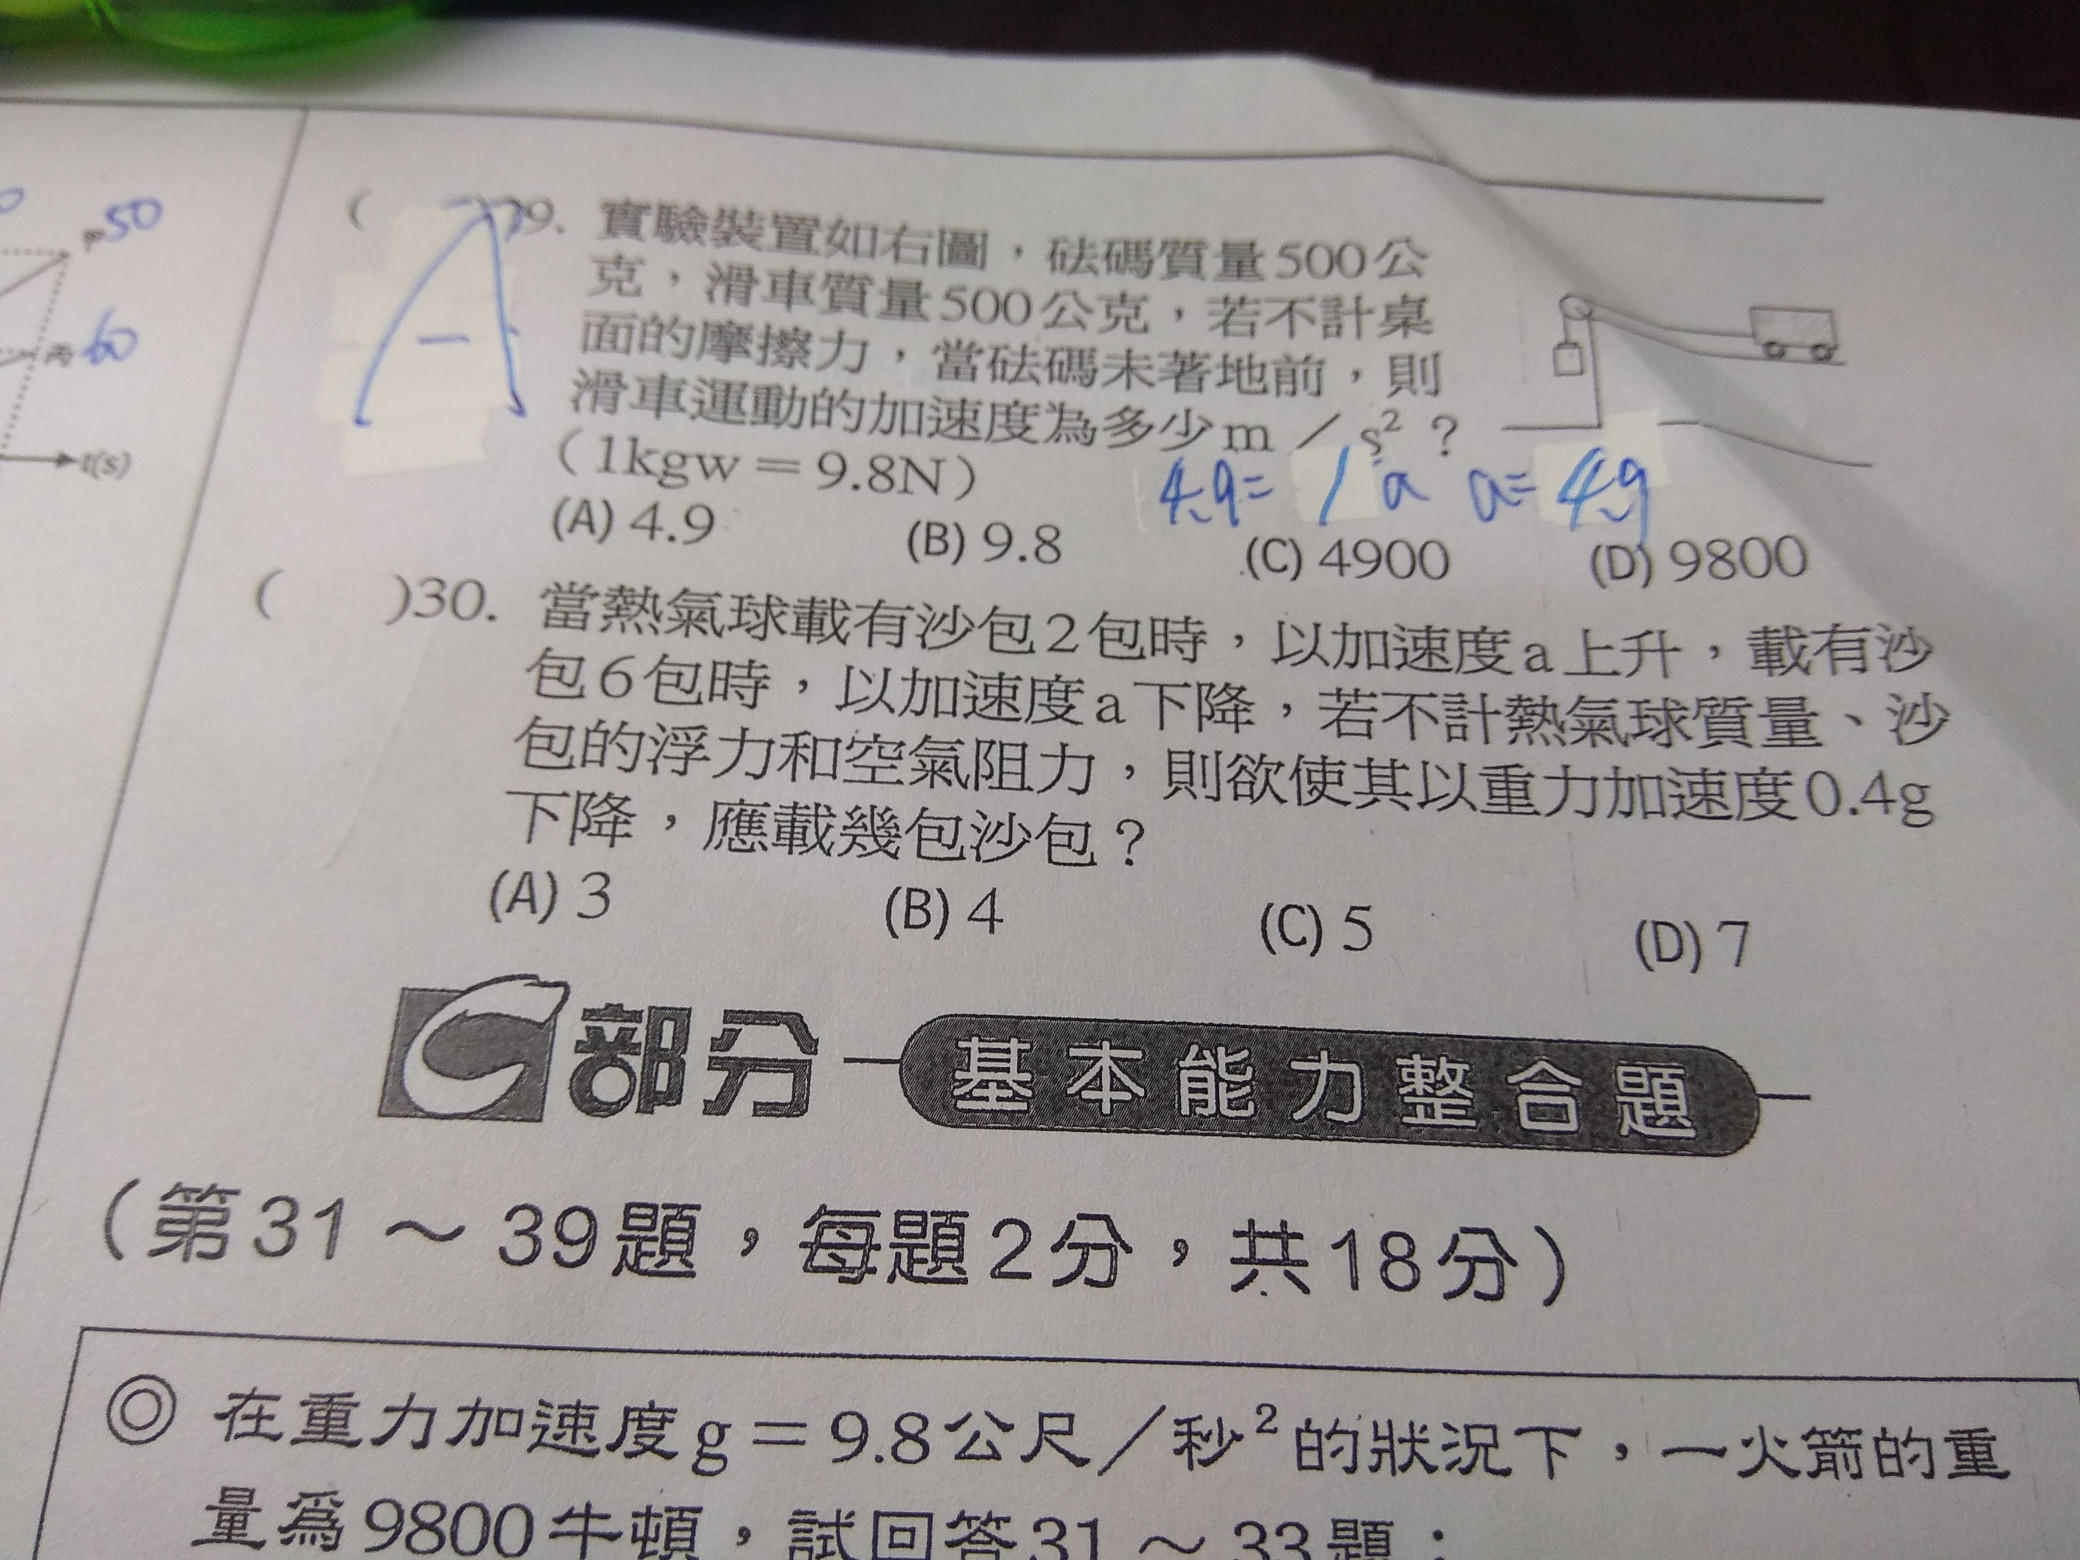 50
甲
丙 60
t(s)
( A )29. 實驗裝置如右圖，砝碼質量500公
克，滑車質量500公克，若不計桌
面的摩擦力，當砝碼未著地前，則
滑車運動的加速度為多少m／s²？
（1kgw＝9.8N）
4.9= 1 a a= 4.9
(A) 4.9 (B) 9.8 (C) 4900 (D) 9800
( )30. 當熱氣球載有沙包2包時，以加速度a上升，載有沙
包6包時，以加速度a下降，若不計熱氣球質量、沙
包的浮力和空氣阻力，則欲使其以重力加速度0.4g
下降，應載幾包沙包？
(A) 3 (B) 4 (C) 5 (D) 7
C部分 基本能力整合題
（第31～39題，每題2分，共18分）
◎ 在重力加速度g＝9.8公尺／秒²的狀況下，一火箭的重
量為9800牛頓，試回答31～33題：